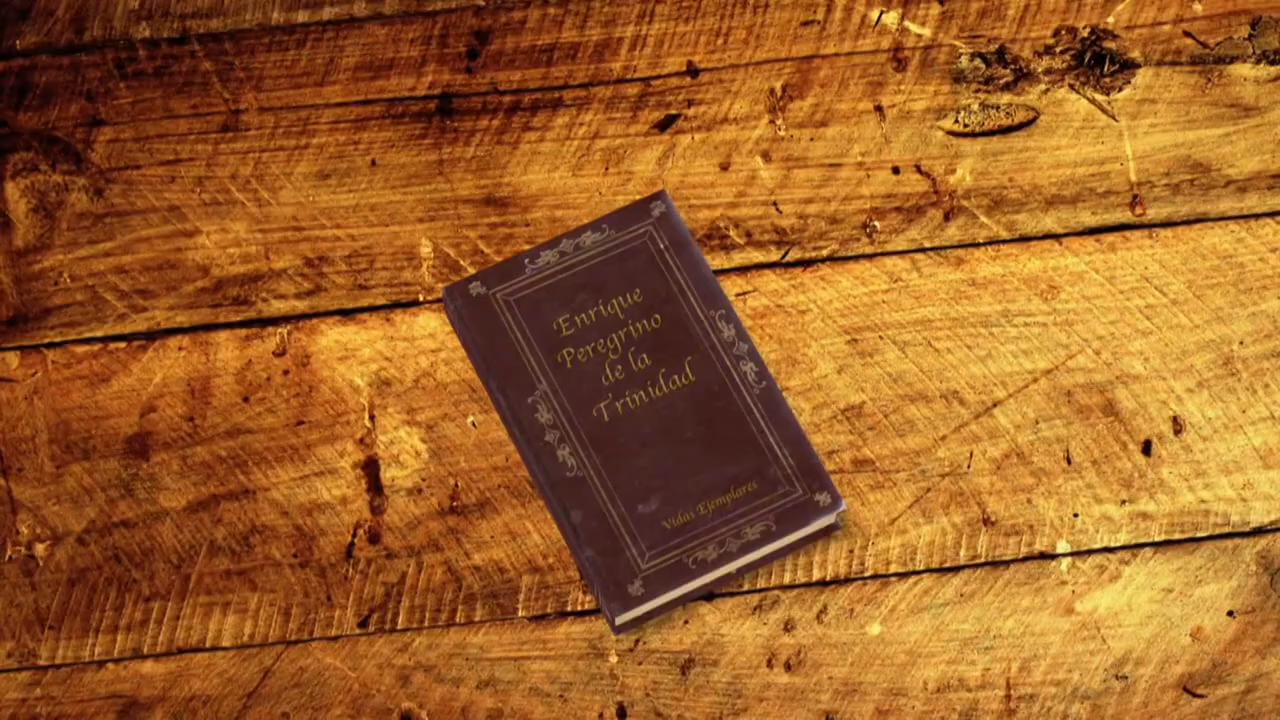 Enrique
Peregrino
de la
Trinidad
Vidas Ejemplares